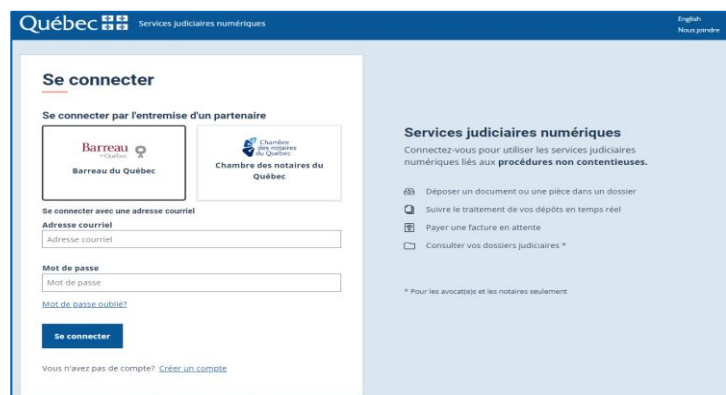 Québec Services judiciaires numériques
English
Nous joindre
Se connecter
Se connecter par l'entremise d'un partenaire
Barreau
du Québec
Barreau du Québec
Chambre
des notaires
du Québec
Chambre des notaires du
Québec
Se connecter avec une adresse courriel
Adresse courriel
Adresse courriel
Mot de passe
Mot de passe
Mot de passe oublié?
Se connecter
Vous n'avez pas de compte? Créer un compte
Services judiciaires numériques
Connectez-vous pour utiliser les services judiciaires
numériques liés aux procédures non contentieuses.
Déposer un document ou une pièce dans un dossier
Suivre le traitement de vos dépôts en temps réel
Payer une facture en attente
Consulter vos dossiers judiciaires *
* Pour les avocat(e)s et les notaires seulement